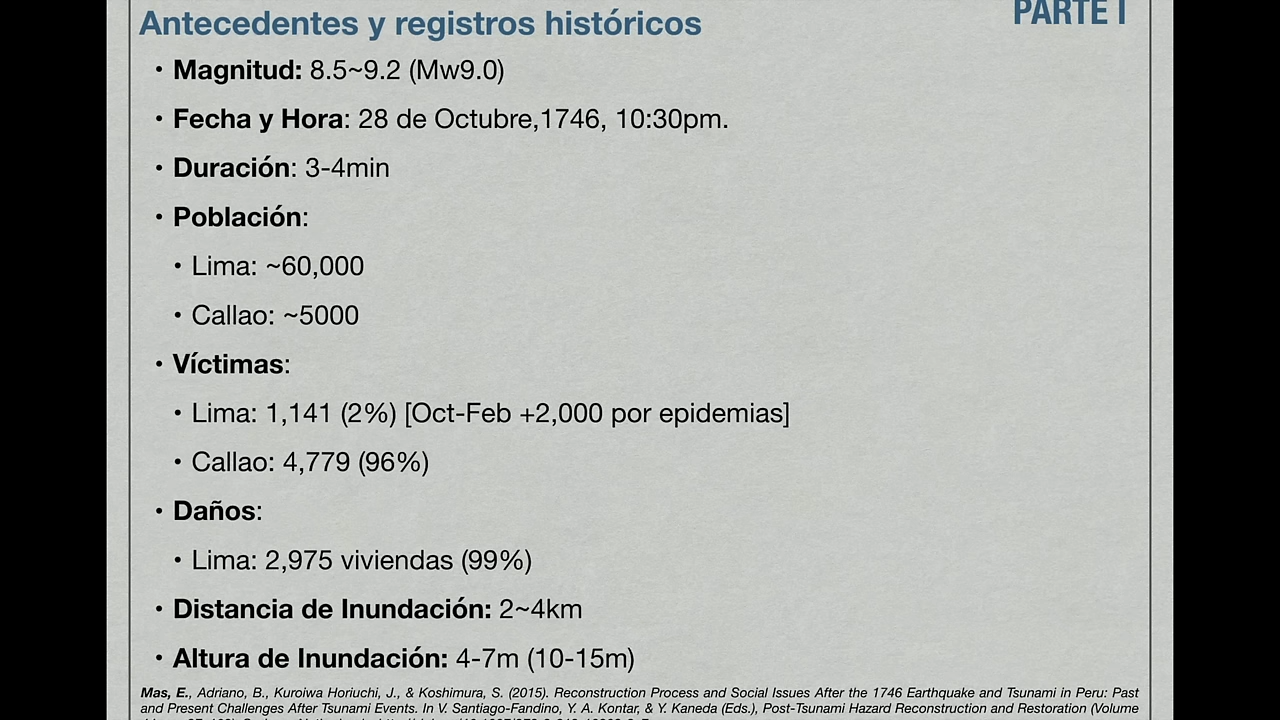 PARTE I
Antecedentes y registros históricos
• Magnitud: 8.5~9.2 (Mw9.0)
• Fecha y Hora: 28 de Octubre,1746, 10:30pm.
• Duración: 3-4min
• Población:
• Lima: ~60,000
• Callao: ~5000
• Víctimas:
• Lima: 1,141 (2%) [Oct-Feb +2,000 por epidemias]
• Callao: 4,779 (96%)
• Daños:
• Lima: 2,975 viviendas (99%)
• Distancia de Inundación: 2~4km
• Altura de Inundación: 4-7m (10-15m)
Mas, E., Adriano, B., Kuroiwa Horiuchi, J., & Koshimura, S. (2015). Reconstruction Process and Social Issues After the 1746 Earthquake and Tsunami in Peru: Past
and Present Challenges After Tsunami Events. In V. Santiago-Fandino, Y. A. Kontar, & Y. Kaneda (Eds.), Post-Tsunami Hazard Reconstruction and Restoration (Volume